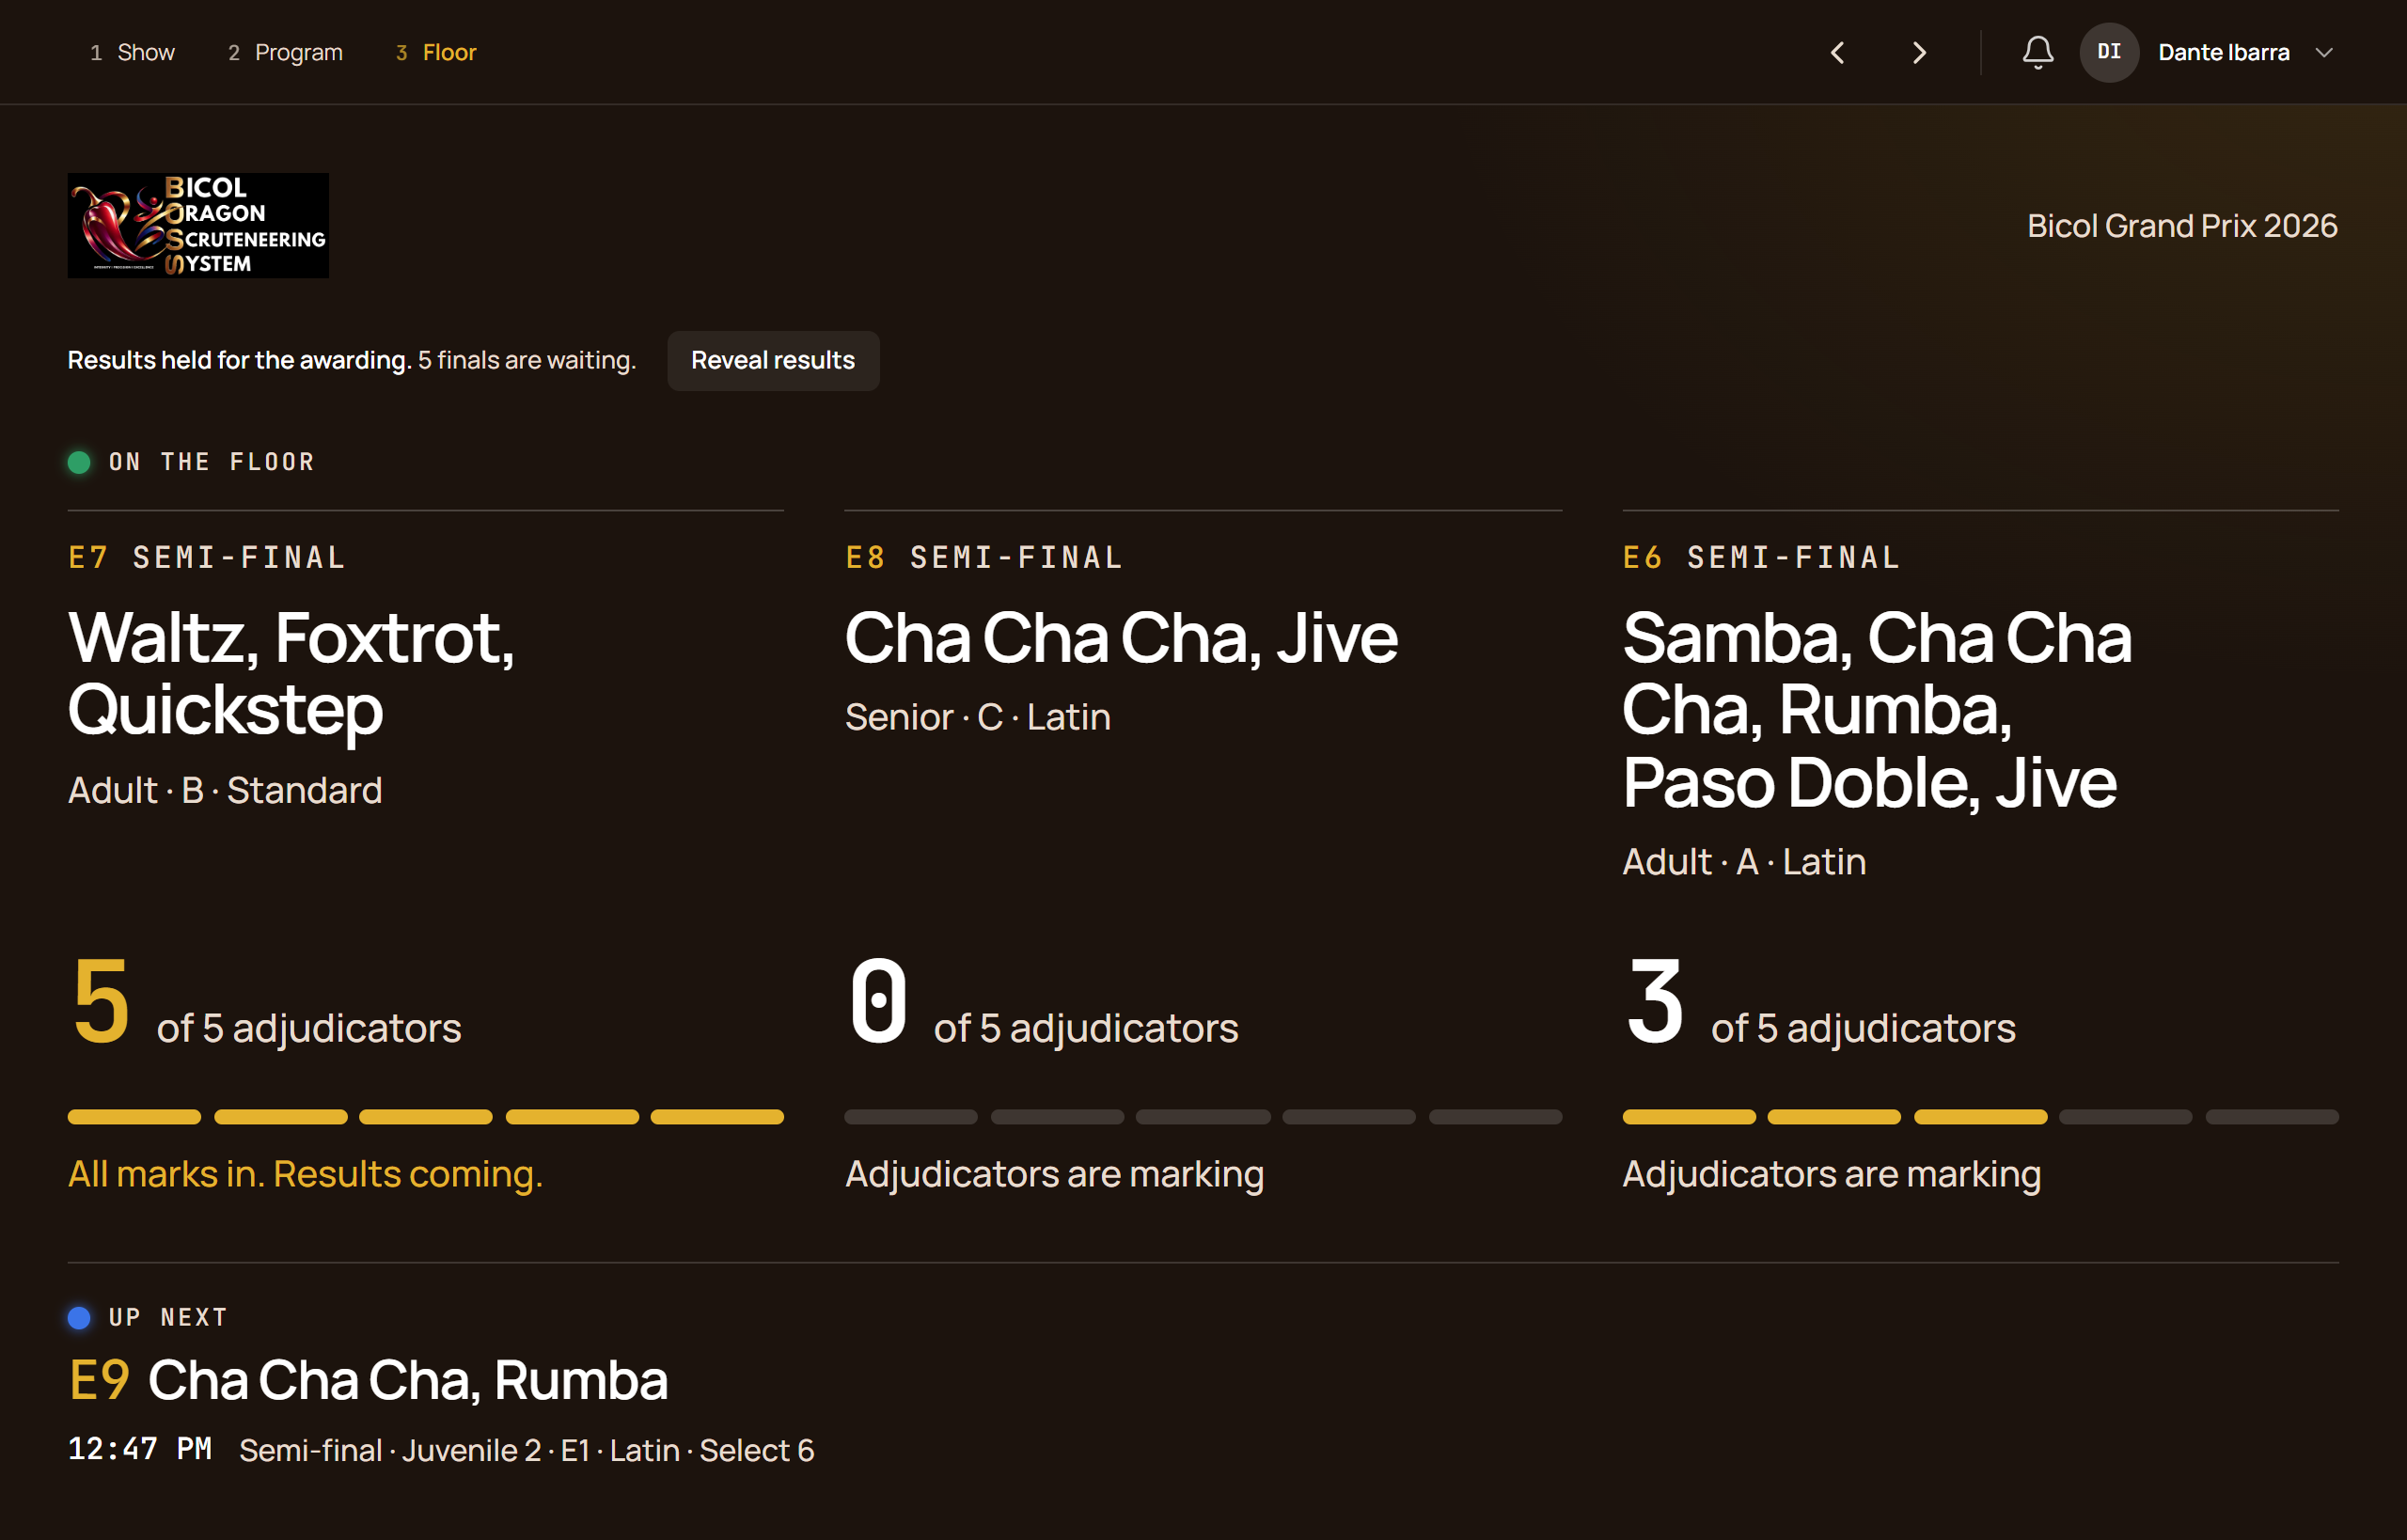 1 Show 2 Program 3 Floor
DI Dante Ibarra
BICOL
DRAGON
SCRUTENEERING
SYSTEM
Bicol Grand Prix 2026
Results held for the awarding. 5 finals are waiting. Reveal results
ON THE FLOOR
E7 SEMI-FINAL
Waltz, Foxtrot,
Quickstep
Adult · B · Standard
5 of 5 adjudicators
All marks in. Results coming.
E8 SEMI-FINAL
Cha Cha Cha, Jive
Senior · C · Latin
0 of 5 adjudicators
Adjudicators are marking
E6 SEMI-FINAL
Samba, Cha Cha
Cha, Rumba,
Paso Doble, Jive
Adult · A · Latin
3 of 5 adjudicators
Adjudicators are marking
UP NEXT
E9 Cha Cha Cha, Rumba
12:47 PM Semi-final · Juvenile 2 · E1 · Latin · Select 6